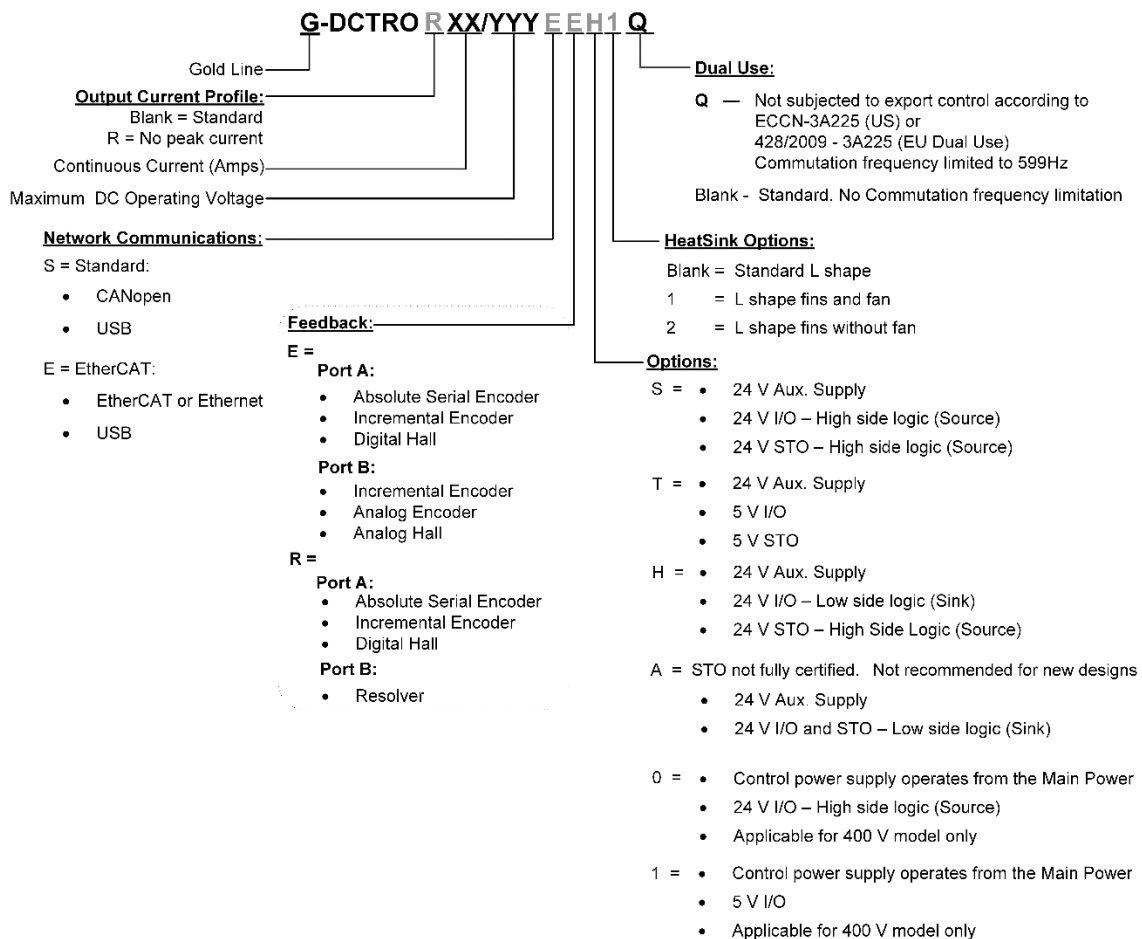 G-DCTRO R XX/YYY E E H 1 Q
Gold Line
Output Current Profile:
Blank = Standard
R = No peak current
Continuous Current (Amps)
Maximum DC Operating Voltage
Network Communications:
S = Standard:
• CANopen
• USB
E = EtherCAT:
• EtherCAT or Ethernet
• USB
Feedback:
E =
Port A:
• Absolute Serial Encoder
• Incremental Encoder
• Digital Hall
Port B:
• Incremental Encoder
• Analog Encoder
• Analog Hall
R =
Port A:
• Absolute Serial Encoder
• Incremental Encoder
• Digital Hall
Port B:
• Resolver
Dual Use:
Q — Not subjected to export control according to
ECCN-3A225 (US) or
428/2009 - 3A225 (EU Dual Use)
Commutation frequency limited to 599Hz
Blank - Standard. No Commutation frequency limitation
HeatSink Options:
Blank = Standard L shape
1 = L shape fins and fan
2 = L shape fins without fan
Options:
S = • 24 V Aux. Supply
• 24 V I/O – High side logic (Source)
• 24 V STO – High side logic (Source)
T = • 24 V Aux. Supply
• 5 V I/O
• 5 V STO
H = • 24 V Aux. Supply
• 24 V I/O – Low side logic (Sink)
• 24 V STO – High Side Logic (Source)
A = STO not fully certified. Not recommended for new designs
• 24 V Aux. Supply
• 24 V I/O and STO – Low side logic (Sink)
0 = • Control power supply operates from the Main Power
• 24 V I/O – High side logic (Source)
• Applicable for 400 V model only
1 = • Control power supply operates from the Main Power
• 5 V I/O
• Applicable for 400 V model only